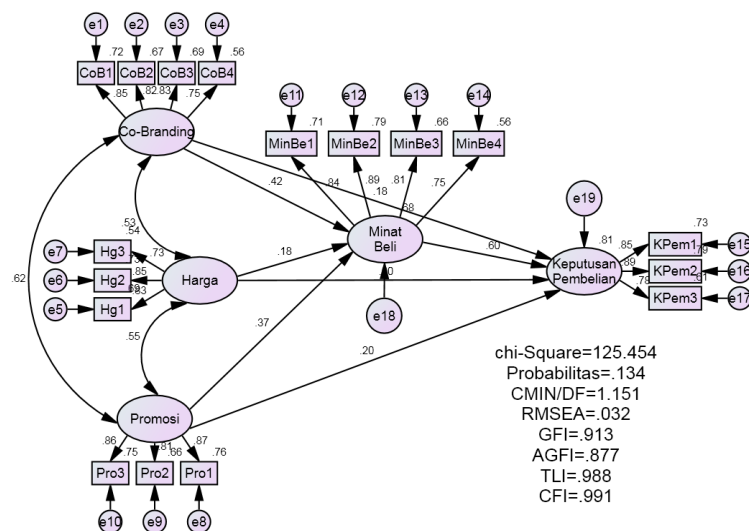 e1 e2 e3 e4
.72 .67 .69 .56
CoB1 CoB2 CoB3 CoB4
.85 .82 .83 .75
Co-Branding
e11 e12 e13 e14
.71 .79 .66 .56
MinBe1 MinBe2 MinBe3 MinBe4
.84 .89 .81 .75
.42 .18 .68
Minat
Beli
e19
.81
Keputusan
Pembelian
.73
.85 KPem1 e15
.79
.89 KPem2 e16
.61
.78 KPem3 e17
.53
.54
e7 Hg3 .73
e6 Hg2 .85
e5 Hg1 .83
Harga
.18 .60
.62
.55 .37 e18
.20
Promosi
.86 .81 .87
.75 .66 .76
Pro3 Pro2 Pro1
e10 e9 e8
chi-Square=125.454
Probabilitas=.134
CMIN/DF=1.151
RMSEA=.032
GFI=.913
AGFI=.877
TLI=.988
CFI=.991